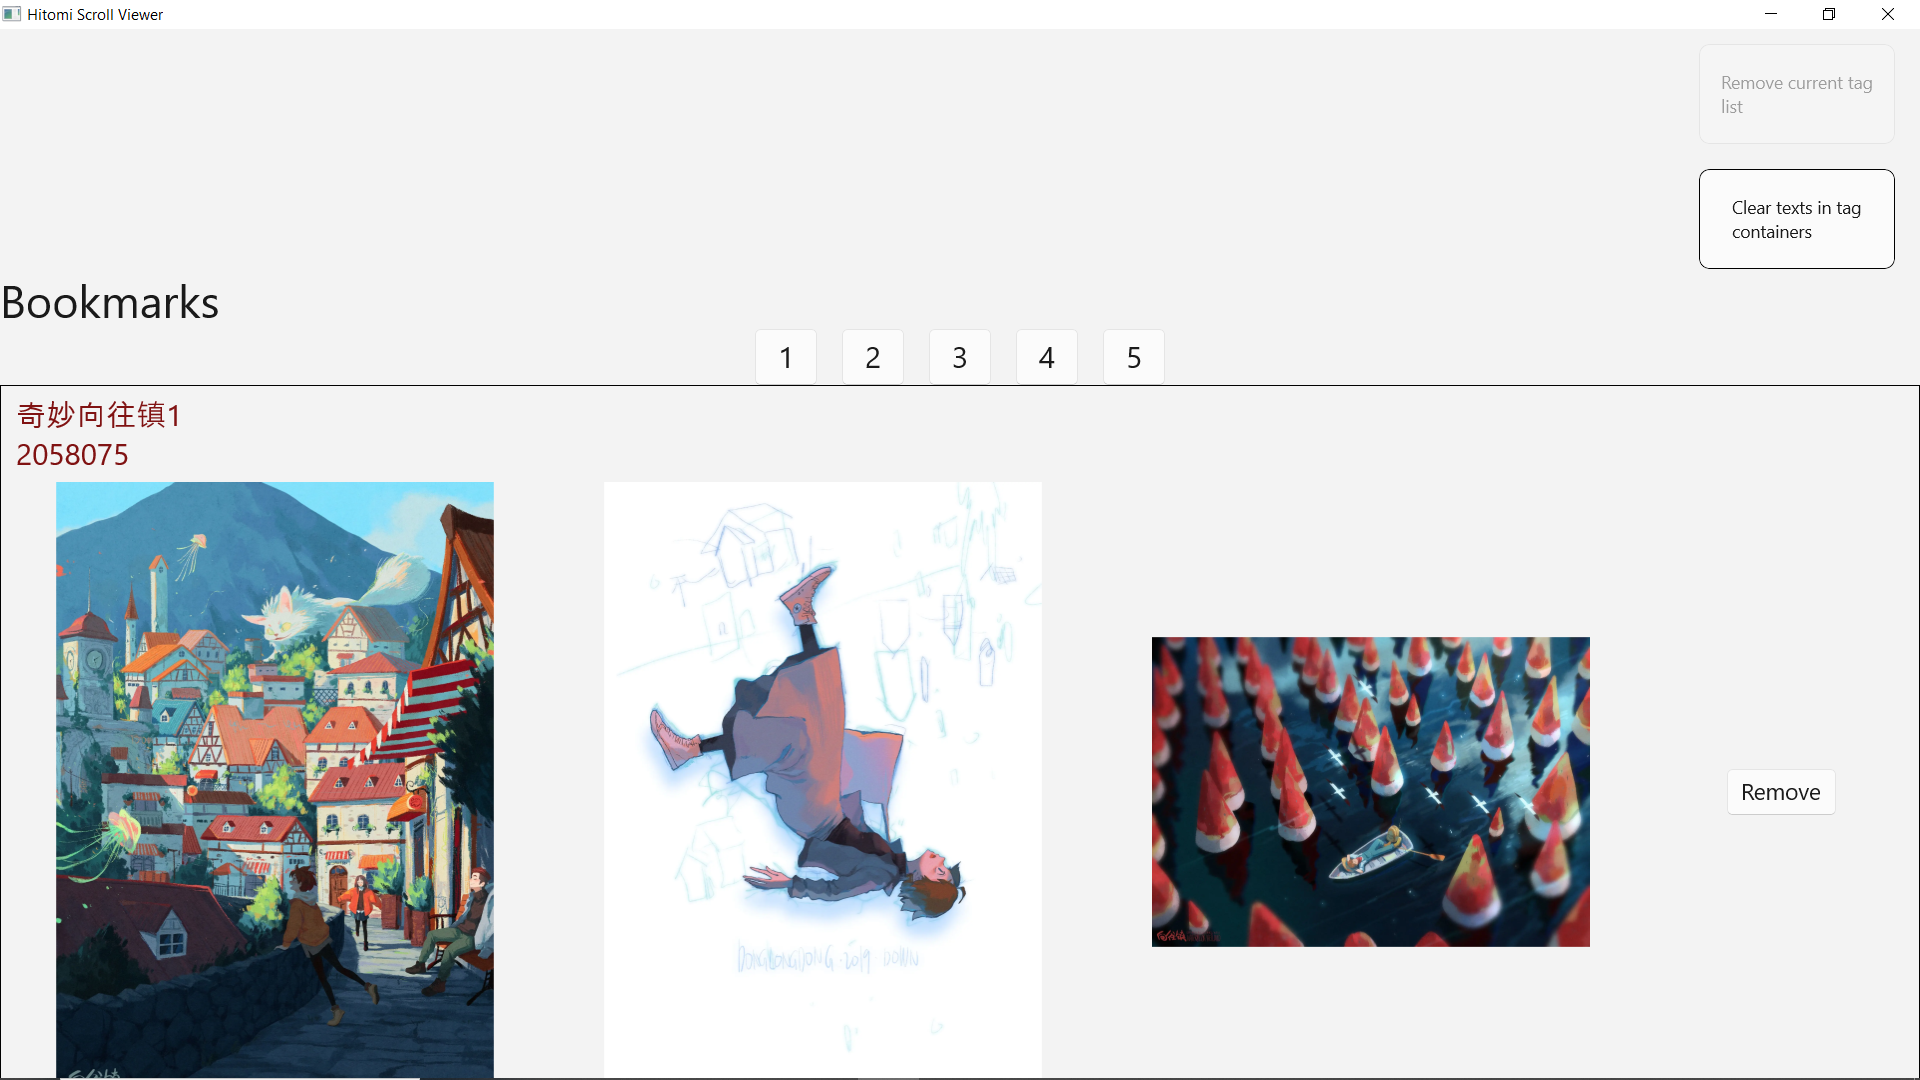 Hitomi Scroll Viewer
Remove current tag
list
Clear texts in tag
containers
Bookmarks
1 2 3 4 5
奇妙向往镇1
2058075
DONGLONGDONG·2019 DOWN
Remove